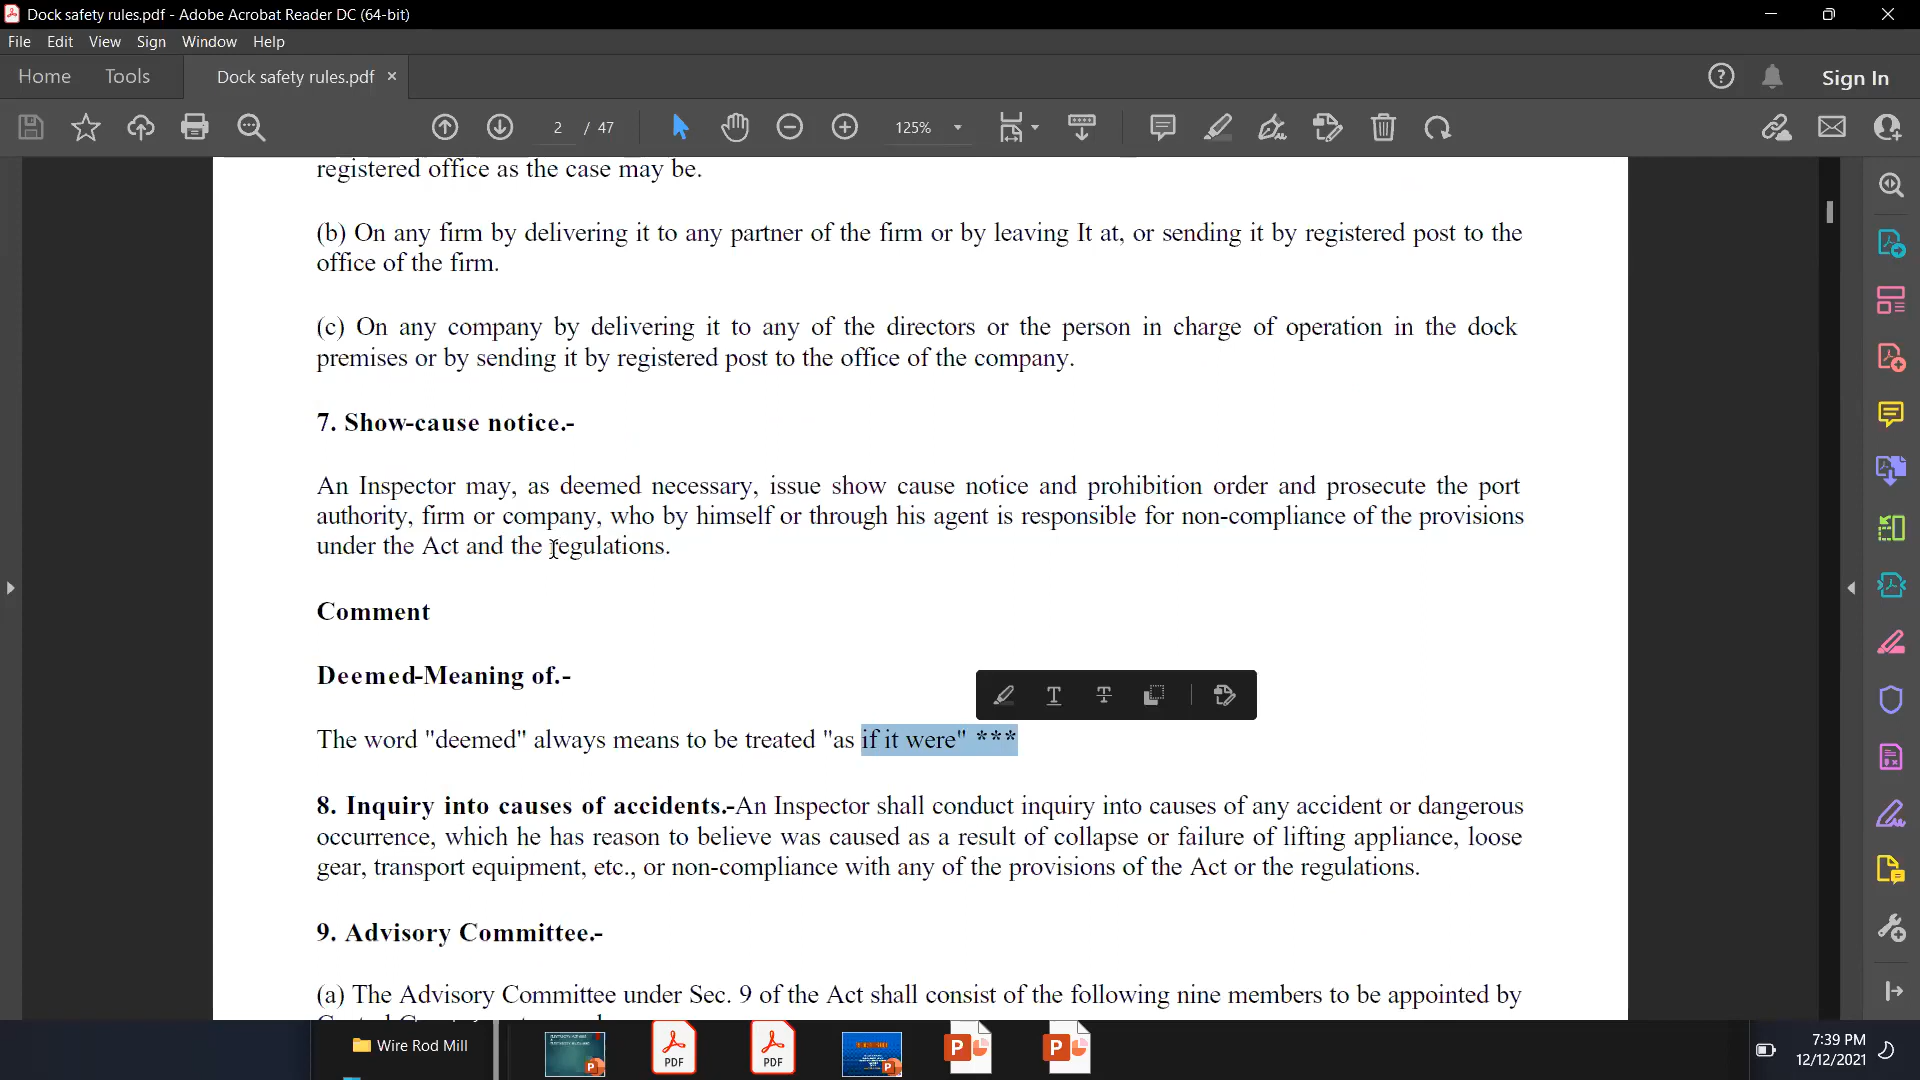 Dock safety rules.pdf - Adobe Acrobat Reader DC (64-bit)
File Edit View Sign Window Help
Home Tools Dock safety rules.pdf × Sign In
2 / 47 125%
registered office as the case may be.
(b) On any firm by delivering it to any partner of the firm or by leaving It at, or sending it by registered post to the
office of the firm.
(c) On any company by delivering it to any of the directors or the person in charge of operation in the dock
premises or by sending it by registered post to the office of the company.
7. Show-cause notice.-
An Inspector may, as deemed necessary, issue show cause notice and prohibition order and prosecute the port
authority, firm or company, who by himself or through his agent is responsible for non-compliance of the provisions
under the Act and the regulations.
Comment
Deemed-Meaning of.-
The word "deemed" always means to be treated "as if it were" ***
8. Inquiry into causes of accidents.-An Inspector shall conduct inquiry into causes of any accident or dangerous
occurrence, which he has reason to believe was caused as a result of collapse or failure of lifting appliance, loose
gear, transport equipment, etc., or non-compliance with any of the provisions of the Act or the regulations.
9. Advisory Committee.-
(a) The Advisory Committee under Sec. 9 of the Act shall consist of the following nine members to be appointed by
Wire Rod Mill
PDF
PDF
7:39 PM
12/12/2021